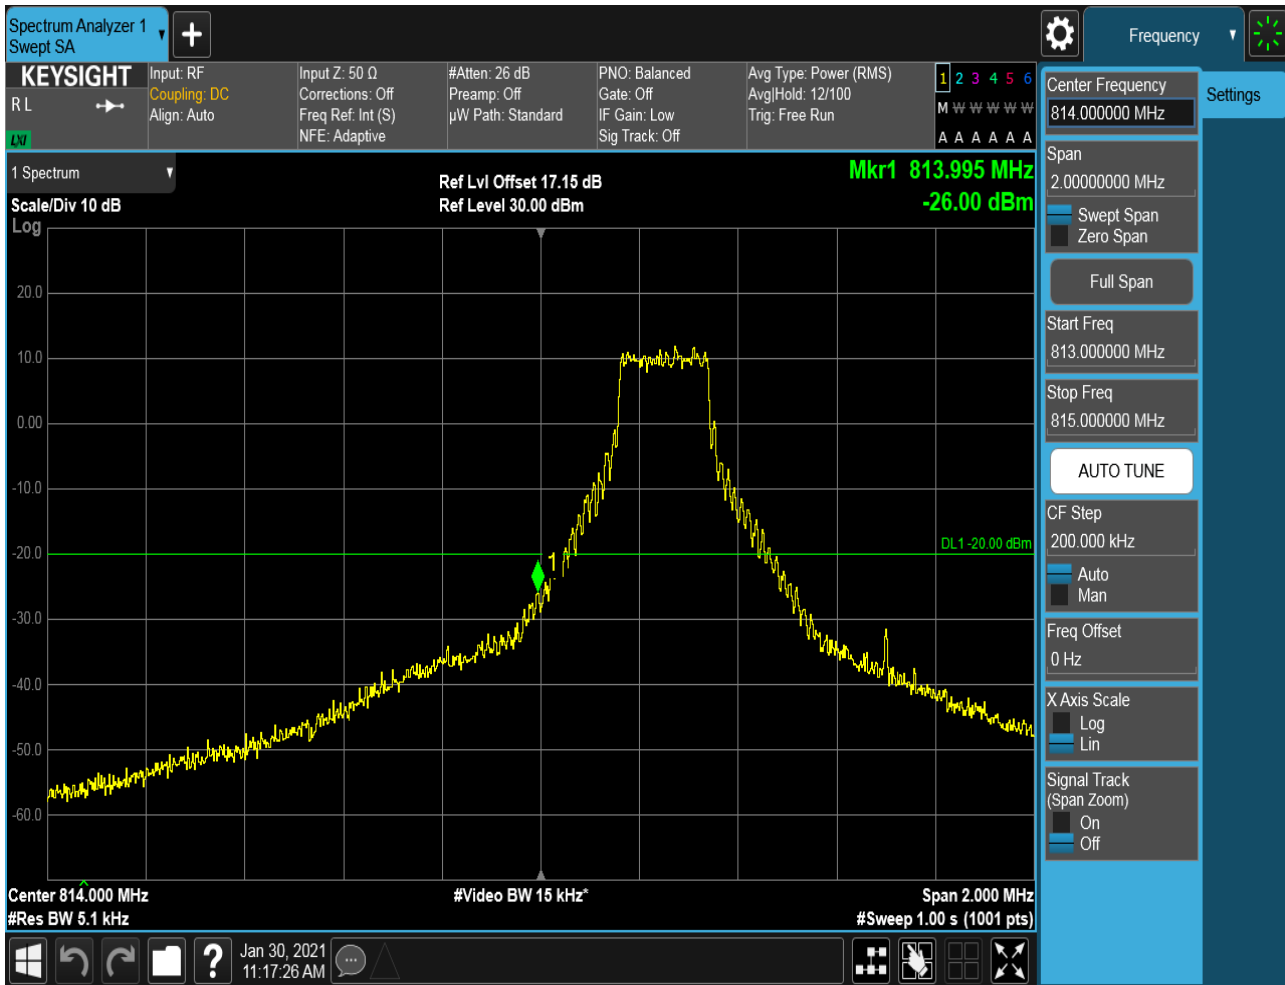 Spectrum Analyzer 1
Swept SA
+
Frequency
KEYSIGHT
R L
LXI
Input: RF
Coupling: DC
Align: Auto
Input Z: 50 Ω
Corrections: Off
Freq Ref: Int (S)
NFE: Adaptive
#Atten: 26 dB
Preamp: Off
µW Path: Standard
PNO: Balanced
Gate: Off
IF Gain: Low
Sig Track: Off
Avg Type: Power (RMS)
Avg|Hold: 12/100
Trig: Free Run
1 2 3 4 5 6
M W W W W W
A A A A A A
1 Spectrum
Scale/Div 10 dB
Log
Ref Lvl Offset 17.15 dB
Ref Level 30.00 dBm
Mkr1 813.995 MHz
-26.00 dBm
20.0
10.0
0.00
-10.0
-20.0
-30.0
-40.0
-50.0
-60.0
DL1 -20.00 dBm
1
Center 814.000 MHz
#Res BW 5.1 kHz
#Video BW 15 kHz*
Span 2.000 MHz
#Sweep 1.00 s (1001 pts)
Center Frequency
814.000000 MHz
Span
2.00000000 MHz
Swept Span
Zero Span
Full Span
Start Freq
813.000000 MHz
Stop Freq
815.000000 MHz
AUTO TUNE
CF Step
200.000 kHz
Auto
Man
Freq Offset
0 Hz
X Axis Scale
Log
Lin
Signal Track
(Span Zoom)
On
Off
Settings
?
Jan 30, 2021
11:17:26 AM